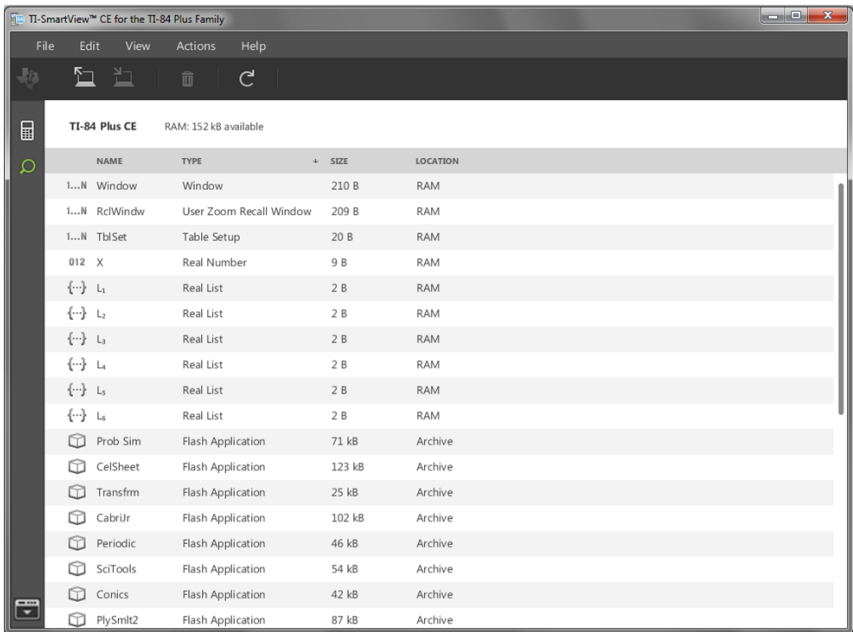 TI-SmartView™ CE for the TI-84 Plus Family
File Edit View Actions Help
TI-84 Plus CE RAM: 152 kB available
NAME TYPE SIZE LOCATION
1...N Window Window 210 B RAM
1...N RclWindw User Zoom Recall Window 209 B RAM
1...N TblSet Table Setup 20 B RAM
012 X Real Number 9 B RAM
{···} L₁ Real List 2 B RAM
{···} L₂ Real List 2 B RAM
{···} L₃ Real List 2 B RAM
{···} L₄ Real List 2 B RAM
{···} L₅ Real List 2 B RAM
{···} L₆ Real List 2 B RAM
Prob Sim Flash Application 71 kB Archive
CelSheet Flash Application 123 kB Archive
Transfrm Flash Application 25 kB Archive
CabriJr Flash Application 102 kB Archive
Periodic Flash Application 46 kB Archive
SciTools Flash Application 54 kB Archive
Conics Flash Application 42 kB Archive
PlySmlt2 Flash Application 87 kB Archive